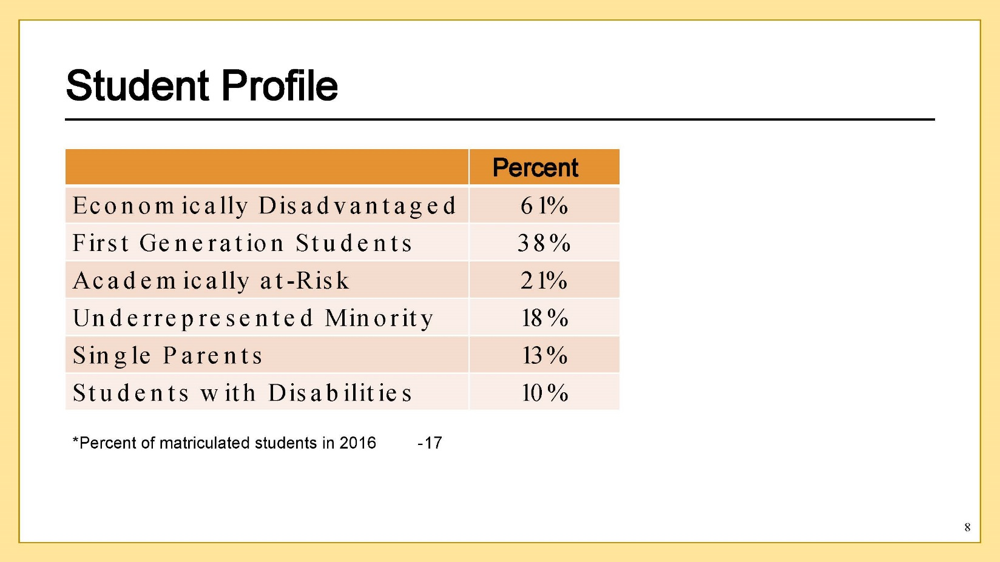 Student Profile
Percent
Economically Disadvantaged 61%
First Generation Students 38%
Academically at-Risk 21%
Underrepresented Minority 18%
Single Parents 13%
Students with Disabilities 10%
*Percent of matriculated students in 2016 -17
8